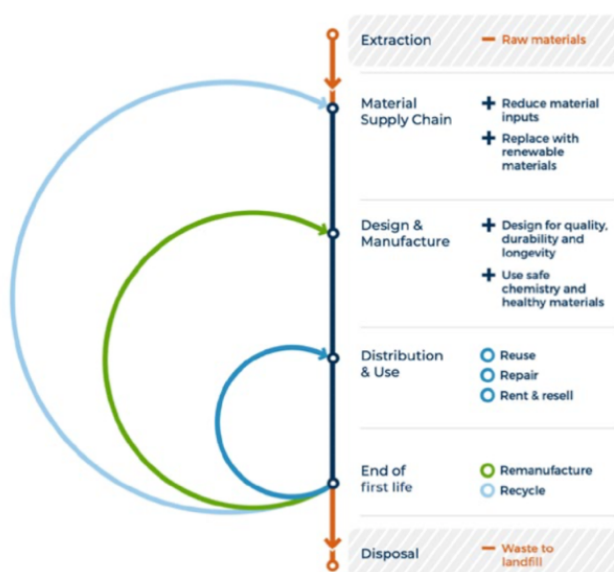 Extraction
Raw materials
Material
Supply Chain
Reduce material
inputs
Replace with
renewable
materials
Design &
Manufacture
Design for quality,
durability and
longevity
Use safe
chemistry and
healthy materials
Distribution
& Use
Reuse
Repair
Rent & resell
End of
first life
Remanufacture
Recycle
Disposal
Waste to
landfill